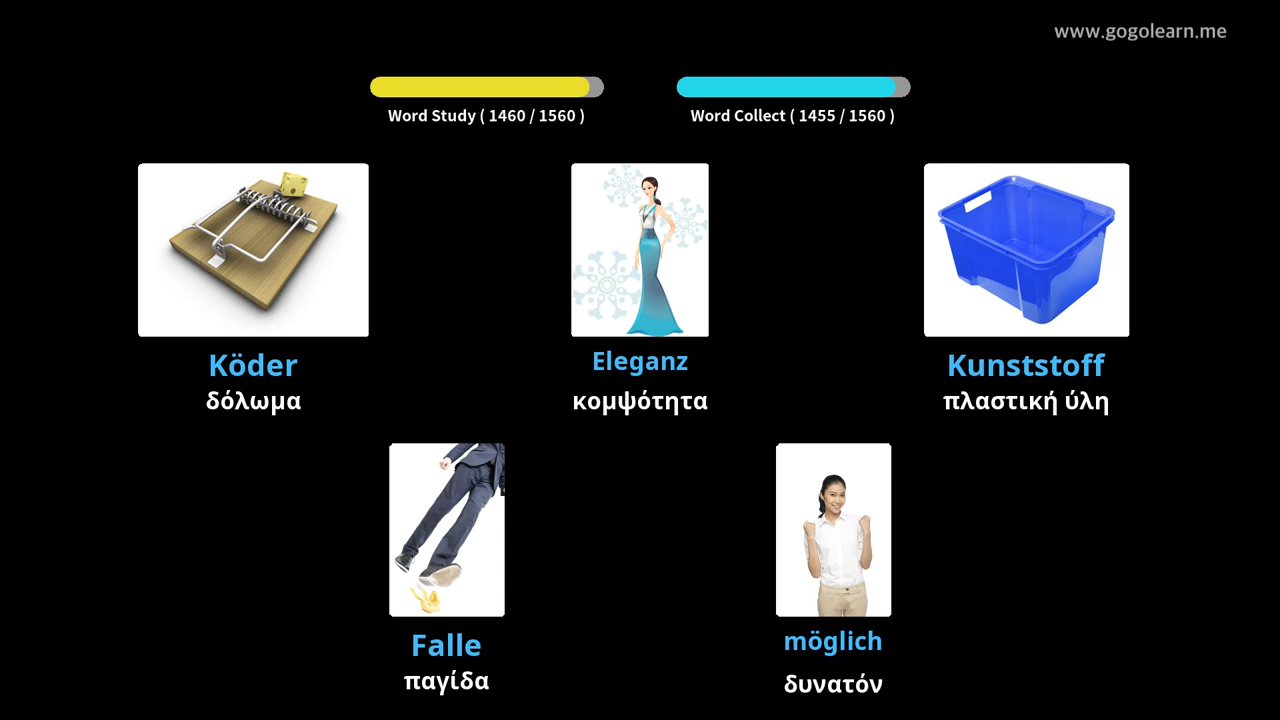 www.gogolearn.me
Word Study ( 1460 / 1560 )
Word Collect ( 1455 / 1560 )
Köder
δόλωμα
Eleganz
κομψότητα
Kunststoff
πλαστική ύλη
Falle
παγίδα
möglich
δυνατόν